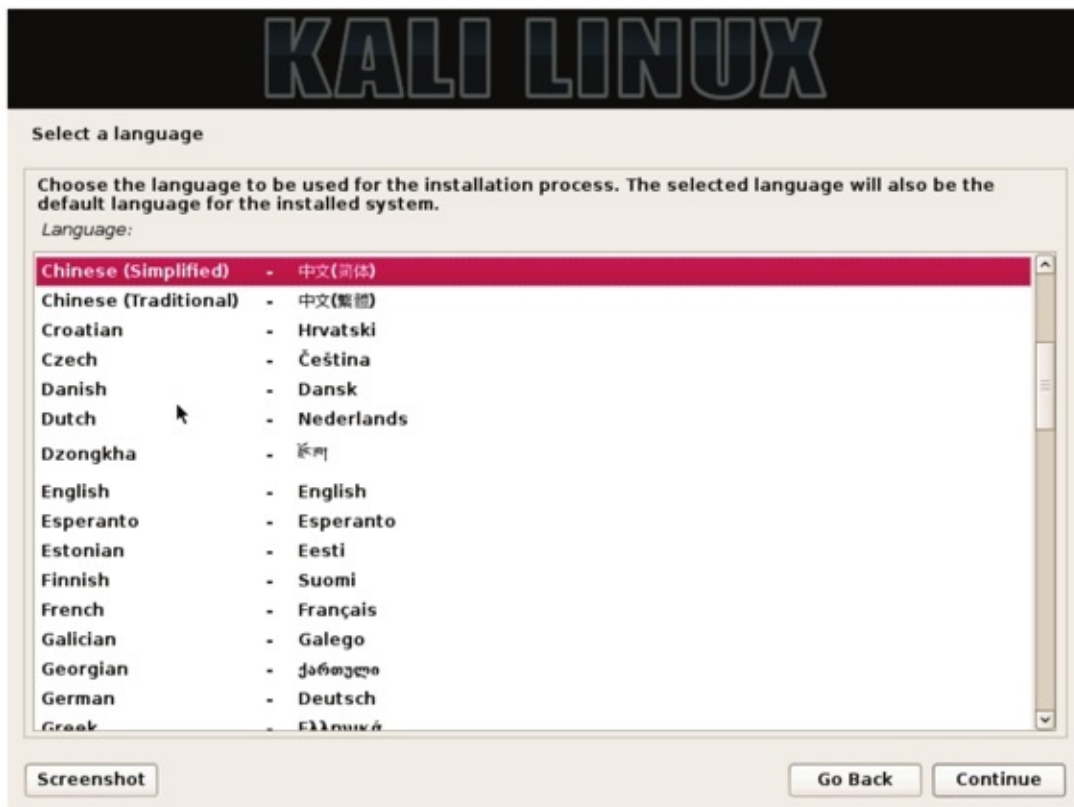 KALI LINUX
Select a language
Choose the language to be used for the installation process. The selected language will also be the
default language for the installed system.
Language:
Chinese (Simplified) - 中文(简体)
Chinese (Traditional) - 中文(繁體)
Croatian - Hrvatski
Czech - Čeština
Danish - Dansk
Dutch - Nederlands
Dzongkha - རྫོང་ཁ།
English - English
Esperanto - Esperanto
Estonian - Eesti
Finnish - Suomi
French - Français
Galician - Galego
Georgian - ქართული
German - Deutsch
Greek - Ελληνικά
Screenshot
Go Back
Continue